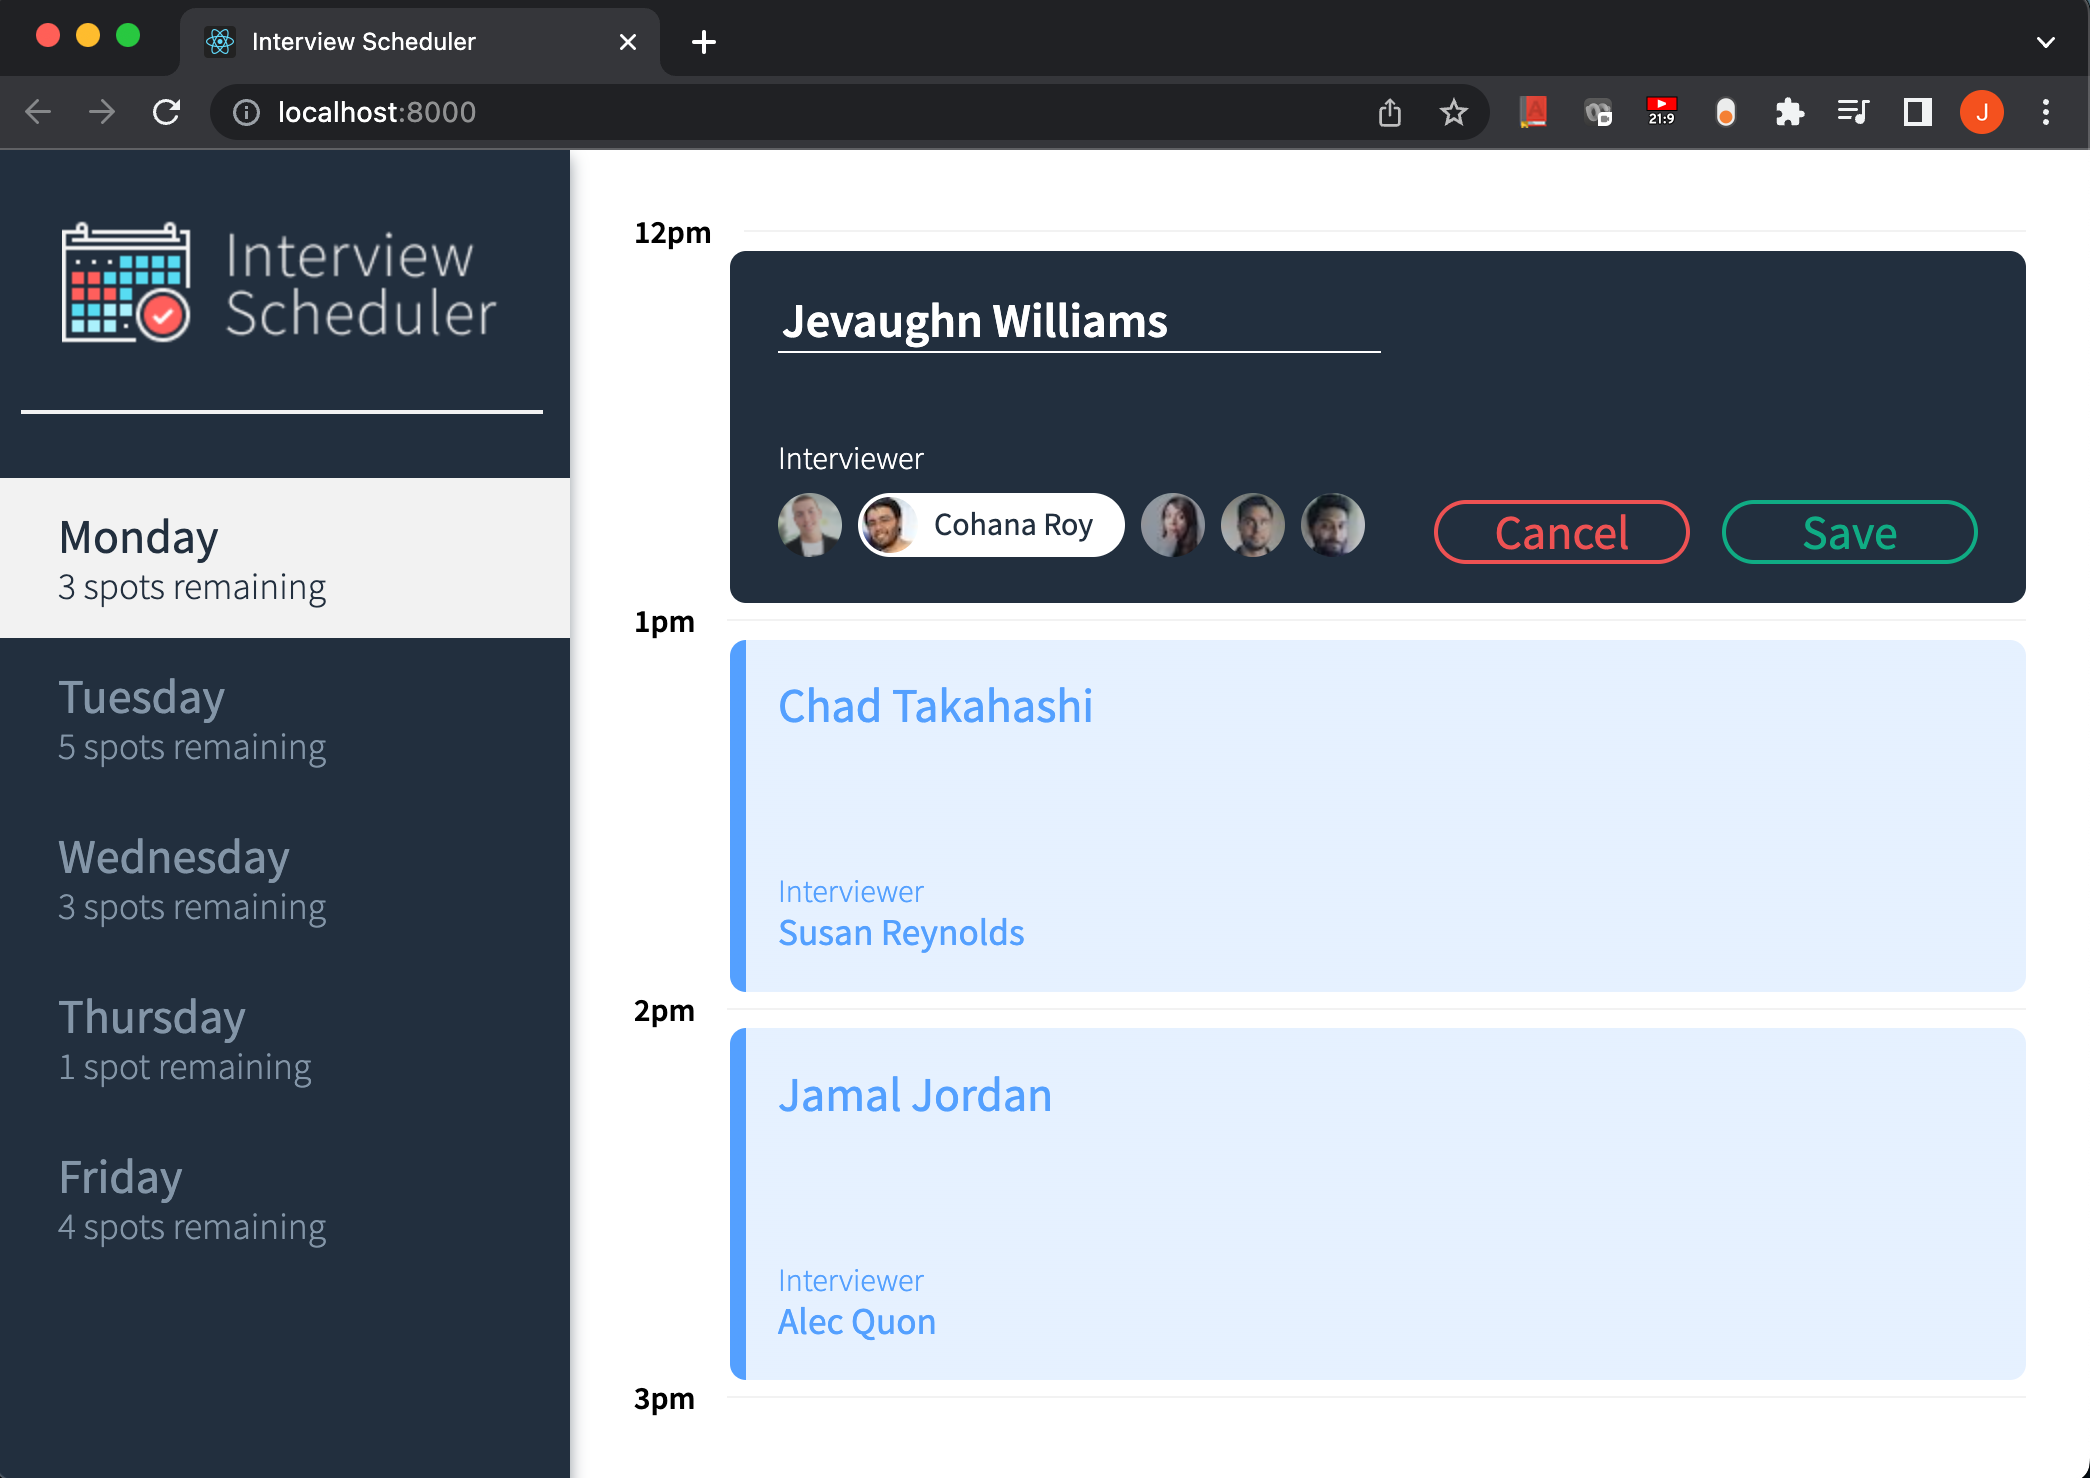 Interview Scheduler
localhost:8000
21:9
J
Interview
Scheduler
Monday
3 spots remaining
Tuesday
5 spots remaining
Wednesday
3 spots remaining
Thursday
1 spot remaining
Friday
4 spots remaining
12pm
Jevaughn Williams
Interviewer
Cohana Roy
Cancel
Save
1pm
Chad Takahashi
Interviewer
Susan Reynolds
2pm
Jamal Jordan
Interviewer
Alec Quon
3pm